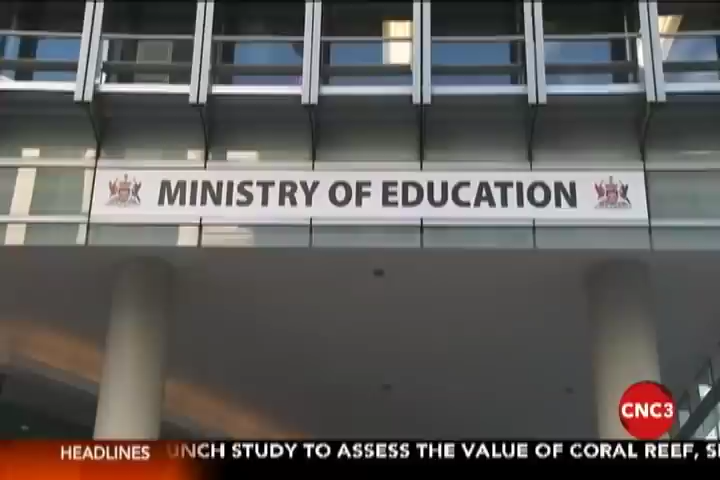 MINISTRY OF EDUCATION
CNC3
HEADLINES
UNCH STUDY TO ASSESS THE VALUE OF CORAL REEF,